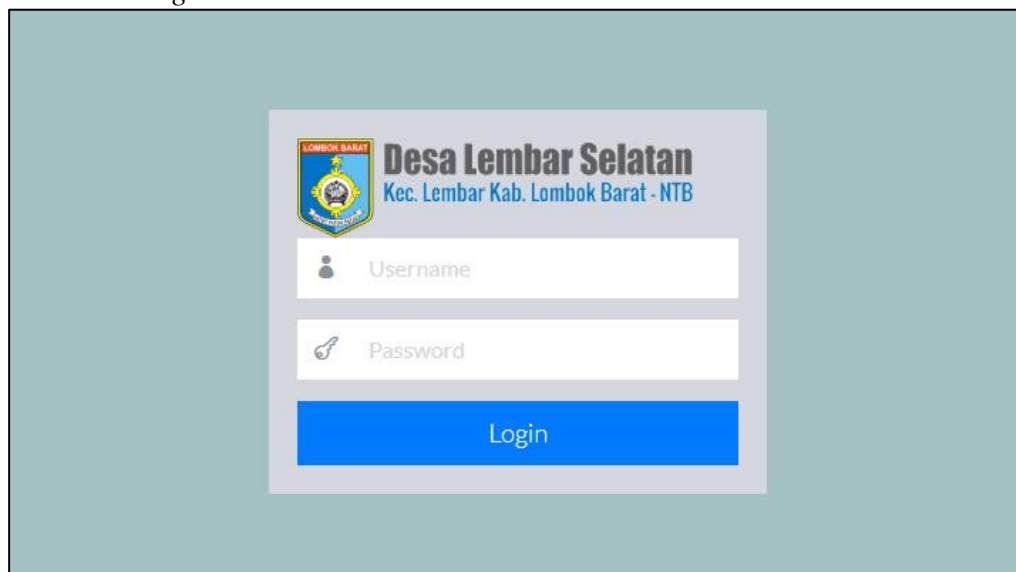 LOMBOK BARAT
Desa Lembar Selatan
Kec. Lembar Kab. Lombok Barat - NTB
Username
Password
Login